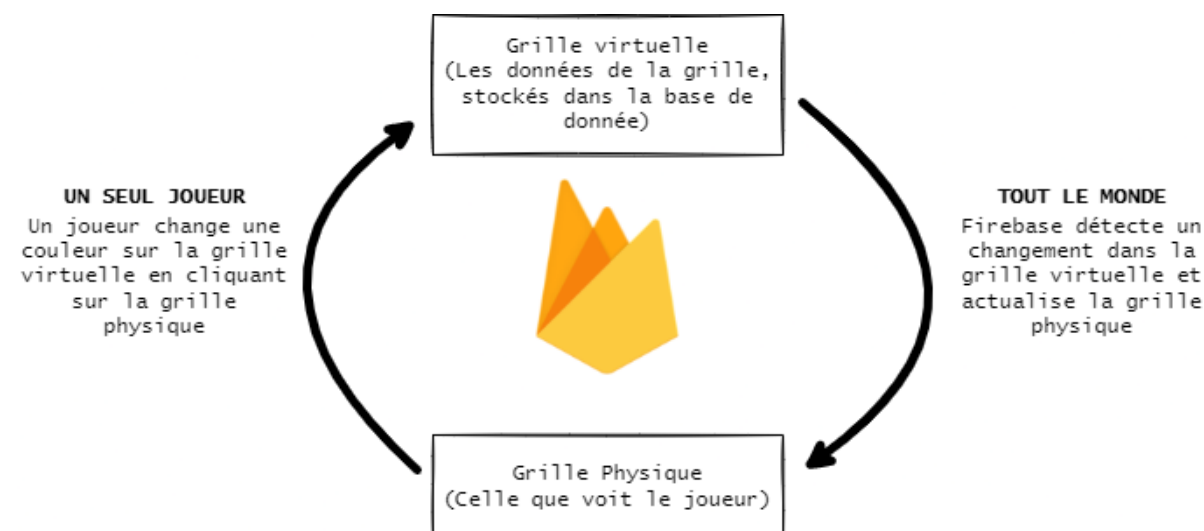 Grille virtuelle
(Les données de la grille,
stockés dans la base de
donnée)
UN SEUL JOUEUR
Un joueur change une
couleur sur la grille
virtuelle en cliquant
sur la grille
physique
TOUT LE MONDE
Firebase détecte un
changement dans la
grille virtuelle et
actualise la grille
physique
Grille Physique
(Celle que voit le joueur)